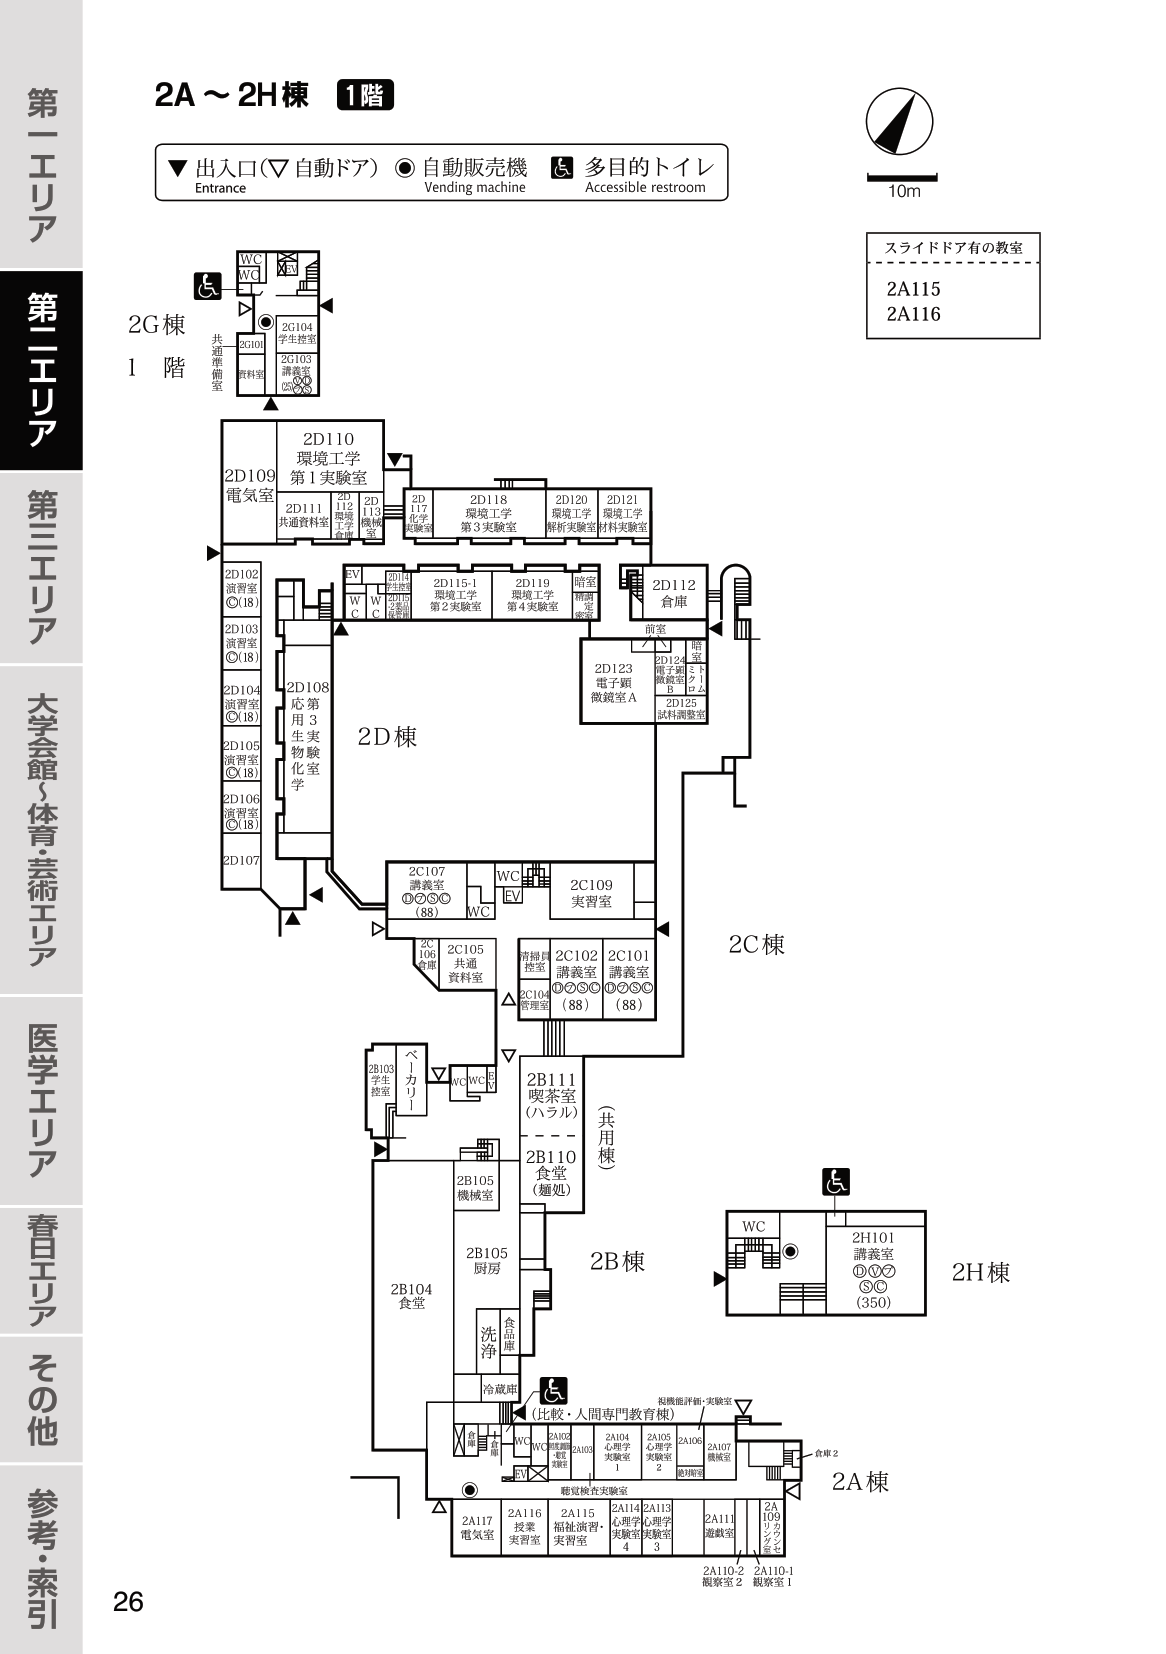 第一エリア
第二エリア
第三エリア
大学会館～体育・芸術エリア
医学エリア
春日エリア
その他
参考・索引
2A ～ 2H 棟 1階
出入口(▽自動ドア) 自動販売機 多目的トイレ
Entrance Vending machine Accessible restroom
10m
スライドドア有の教室
2A115
2A116
2G棟
1 階
WC
WC
EV
2G104
学生控室
2G101
2G103
講義室
(25)
ⓋⒹ
㋐Ⓢ
資料室
共通準備室
2D109
電気室
2D110
環境工学
第1実験室
2D111
共通資料室
2D
112
環境
工学
倉庫
2D
113
機械
室
2D
117
化学
実験室
2D118
環境工学
第3実験室
2D120
環境工学
解析実験室
2D121
環境工学
材料実験室
2D102
演習室
Ⓒ(18)
2D103
演習室
Ⓒ(18)
2D104
演習室
Ⓒ(18)
2D105
演習室
Ⓒ(18)
2D106
演習室
Ⓒ(18)
2D107
2D108
応用生物化学
第3実験室
EV
WC
WC
2D114
学生控室
2D115
-2薬品
保管庫
2D115-1
環境工学
第2実験室
2D119
環境工学
第4実験室
暗室
精密
調定室
2D112
倉庫
前室
2D123
電子顕
微鏡室A
2D124
電子顕
微鏡室
B
暗室
ミクロ
トーム
2D125
試料調整室
2D棟
2C107
講義室
Ⓓ㋐ⓈⒸ
(88)
WC
WC
EV
2C109
実習室
2C
106
倉庫
2C105
共通
資料室
清掃員
控室
2C104
管理室
2C102
講義室
Ⓓ㋐ⓈⒸ
(88)
2C101
講義室
Ⓓ㋐ⓈⒸ
(88)
2C棟
2B103
学生
控室
ベーカリー
WC
WC
EV
2B111
喫茶室
(ハラル)
2B110
食堂
(麺処)
(共用棟)
2B105
機械室
2B105
厨房
2B104
食堂
洗浄
食品庫
冷蔵庫
2B棟
WC
2H101
講義室
ⒹⓋ㋐
ⓈⒸ
(350)
2H棟
(比較・人間専門教育棟)
視機能評価・実験室
倉庫
倉庫
WC
WC
EV
2A102
2A103
2A104
心理学
実験室
1
2A105
心理学
実験室
2
2A106
絶対暗室
2A107
機械室
倉庫2
聴覚検査実験室
2A棟
2A117
電気室
2A116
授業
実習室
2A115
福祉演習・
実習室
2A114
心理学
実験室
4
2A113
心理学
実験室
3
2A111
遊戯室
2A
109
カウンセ
リング室
2A110-2
観察室2
2A110-1
観察室1
26